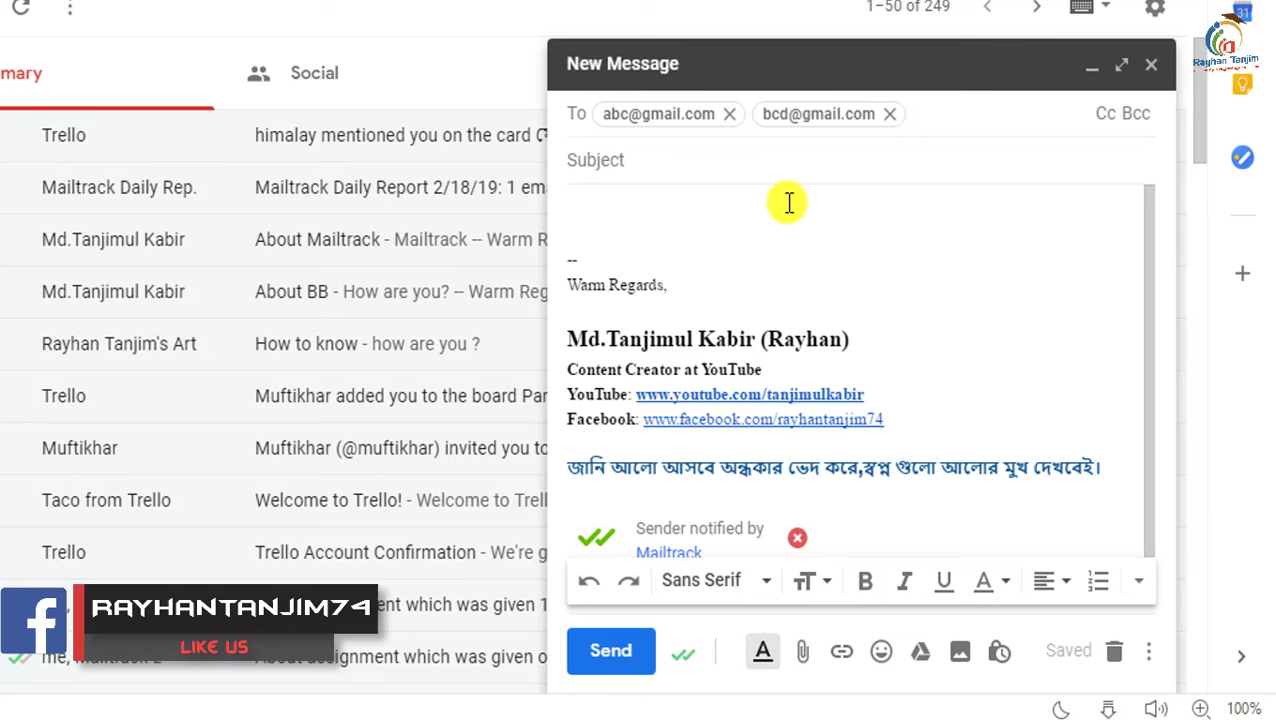 1–50 of 249
31
Rayhan Tanjim
mary
Social
New Message
To abc@gmail.com bcd@gmail.com Cc Bcc
Subject
Trello himalay mentioned you on the card
Mailtrack Daily Rep. Mailtrack Daily Report 2/18/19: 1 ema
Md.Tanjimul Kabir About Mailtrack - Mailtrack -- Warm R
Md.Tanjimul Kabir About BB - How are you? -- Warm Reg
Rayhan Tanjim's Art How to know - how are you ?
Trello Muftikhar added you to the board Par
Muftikhar Muftikhar (@muftikhar) invited you to
Taco from Trello Welcome to Trello! - Welcome to Trell
Trello Trello Account Confirmation - We're g
signment which was given 1
me, Mailtrack 2 About assignment which was given o
--
Warm Regards,
Md.Tanjimul Kabir (Rayhan)
Content Creator at YouTube
YouTube: www.youtube.com/tanjimulkabir
Facebook: www.facebook.com/rayhantanjim74
জানি আলো আসবে অন্ধকার ভেদ করে,স্বপ্ন গুলো আলোর মুখ দেখবেই।
Sender notified by
Mailtrack
Sans Serif
Send
Saved
RAYHANTANJIM74
LIKE US
100%